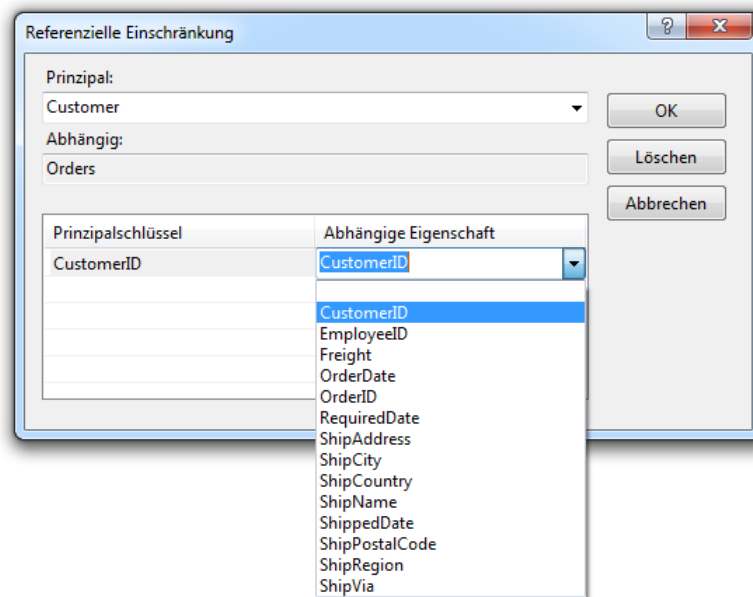 Referenzielle Einschränkung
?
Prinzipal:
Customer
OK
Abhängig:
Orders
Löschen
Abbrechen
Prinzipalschlüssel Abhängige Eigenschaft
CustomerID CustomerID
CustomerID
EmployeeID
Freight
OrderDate
OrderID
RequiredDate
ShipAddress
ShipCity
ShipCountry
ShipName
ShippedDate
ShipPostalCode
ShipRegion
ShipVia